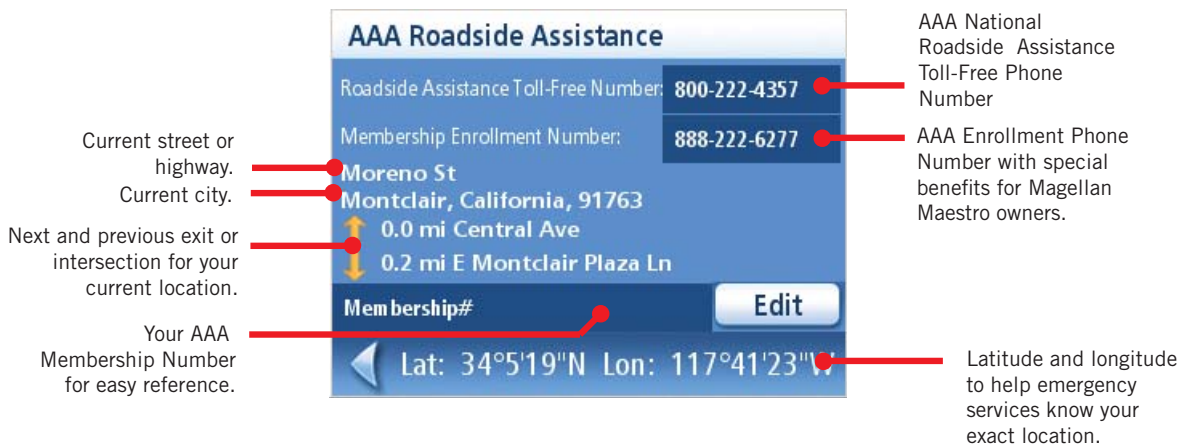 AAA Roadside Assistance
Roadside Assistance Toll-Free Number: 800-222-4357
Membership Enrollment Number: 888-222-6277
Moreno St
Montclair, California, 91763
0.0 mi Central Ave
0.2 mi E Montclair Plaza Ln
Membership#
Edit
Lat: 34°5'19"N Lon: 117°41'23"W
Current street or
highway.
Current city.
Next and previous exit or
intersection for your
current location.
Your AAA
Membership Number
for easy reference.
AAA National
Roadside Assistance
Toll-Free Phone
Number
AAA Enrollment Phone
Number with special
benefits for Magellan
Maestro owners.
Latitude and longitude
to help emergency
services know your
exact location.